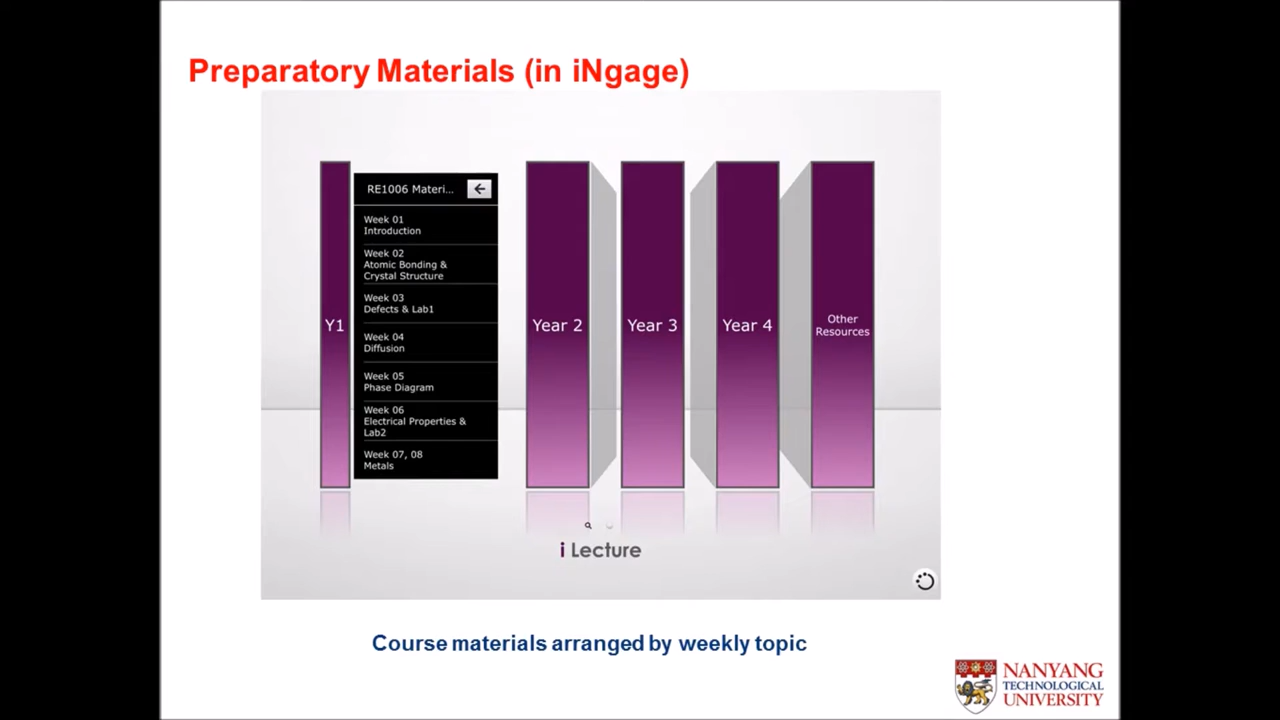 Preparatory Materials (in iNgage)
RE1006 Materi...
Week 01
Introduction
Week 02
Atomic Bonding &
Crystal Structure
Week 03
Defects & Lab1
Week 04
Diffusion
Week 05
Phase Diagram
Week 06
Electrical Properties &
Lab2
Week 07, 08
Metals
Y1
Year 2
Year 3
Year 4
Other
Resources
i Lecture
Course materials arranged by weekly topic
NANYANG
TECHNOLOGICAL
UNIVERSITY